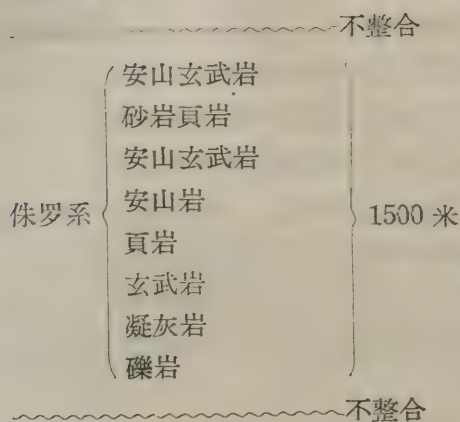 不整合
安山玄武岩
砂岩頁岩
安山玄武岩
安山岩
侏罗系
1500 米
頁岩
玄武岩
凝灰岩
礫岩
不整合